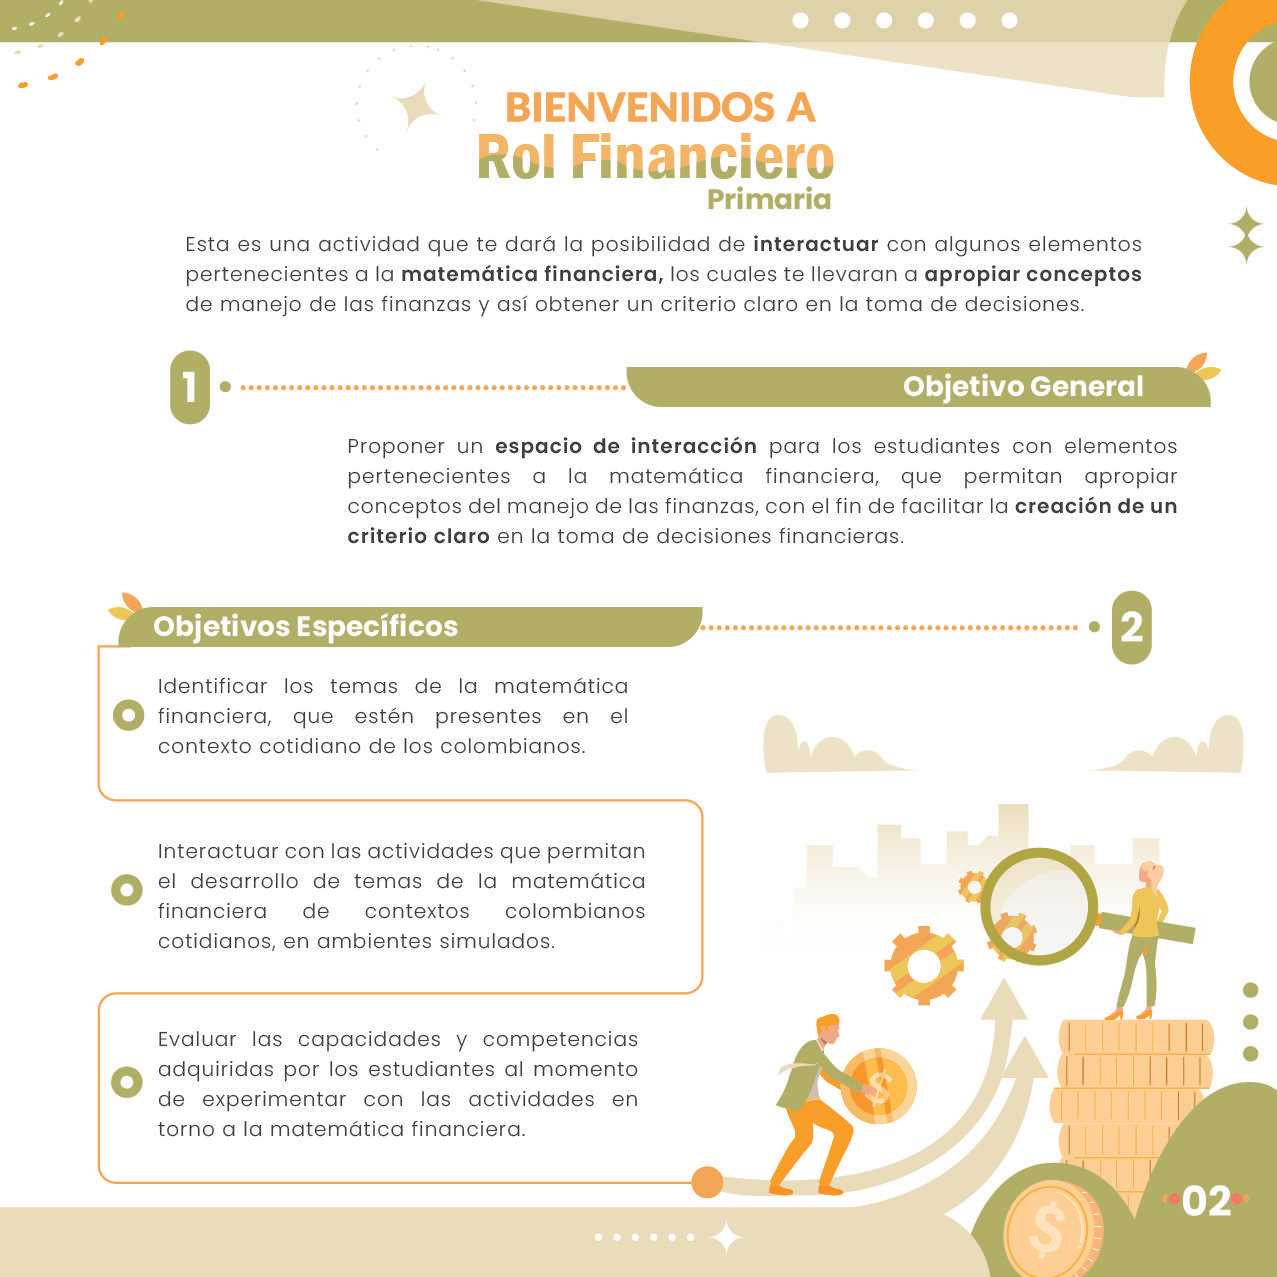 BIENVENIDOS A
Rol Financiero
Primaria
Esta es una actividad que te dará la posibilidad de interactuar con algunos elementos
pertenecientes a la matemática financiera, los cuales te llevaran a apropiar conceptos
de manejo de las finanzas y así obtener un criterio claro en la toma de decisiones.
1
Objetivo General
Proponer un espacio de interacción para los estudiantes con elementos
pertenecientes a la matemática financiera, que permitan apropiar
conceptos del manejo de las finanzas, con el fin de facilitar la creación de un
criterio claro en la toma de decisiones financieras.
Objetivos Específicos
2
Identificar los temas de la matemática
financiera, que estén presentes en el
contexto cotidiano de los colombianos.
Interactuar con las actividades que permitan
el desarrollo de temas de la matemática
financiera de contextos colombianos
cotidianos, en ambientes simulados.
Evaluar las capacidades y competencias
adquiridas por los estudiantes al momento
de experimentar con las actividades en
torno a la matemática financiera.
$
$
02